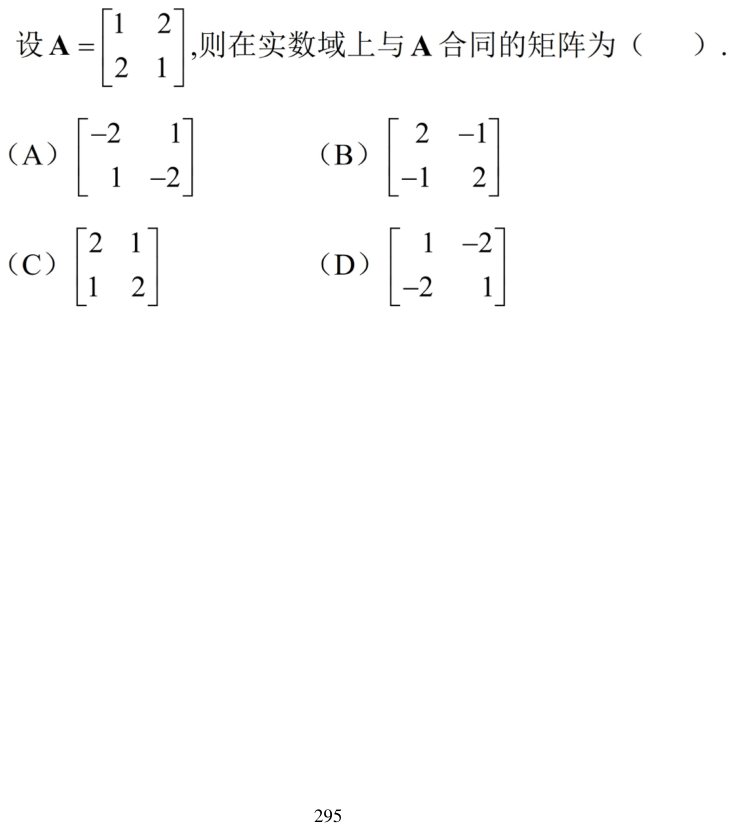 设 A = [1 2; 2 1],则在实数域上与 A 合同的矩阵为（ ）.
（A） [−2 1; 1 −2] （B） [2 −1; −1 2]
（C） [2 1; 1 2] （D） [1 −2; −2 1]
295